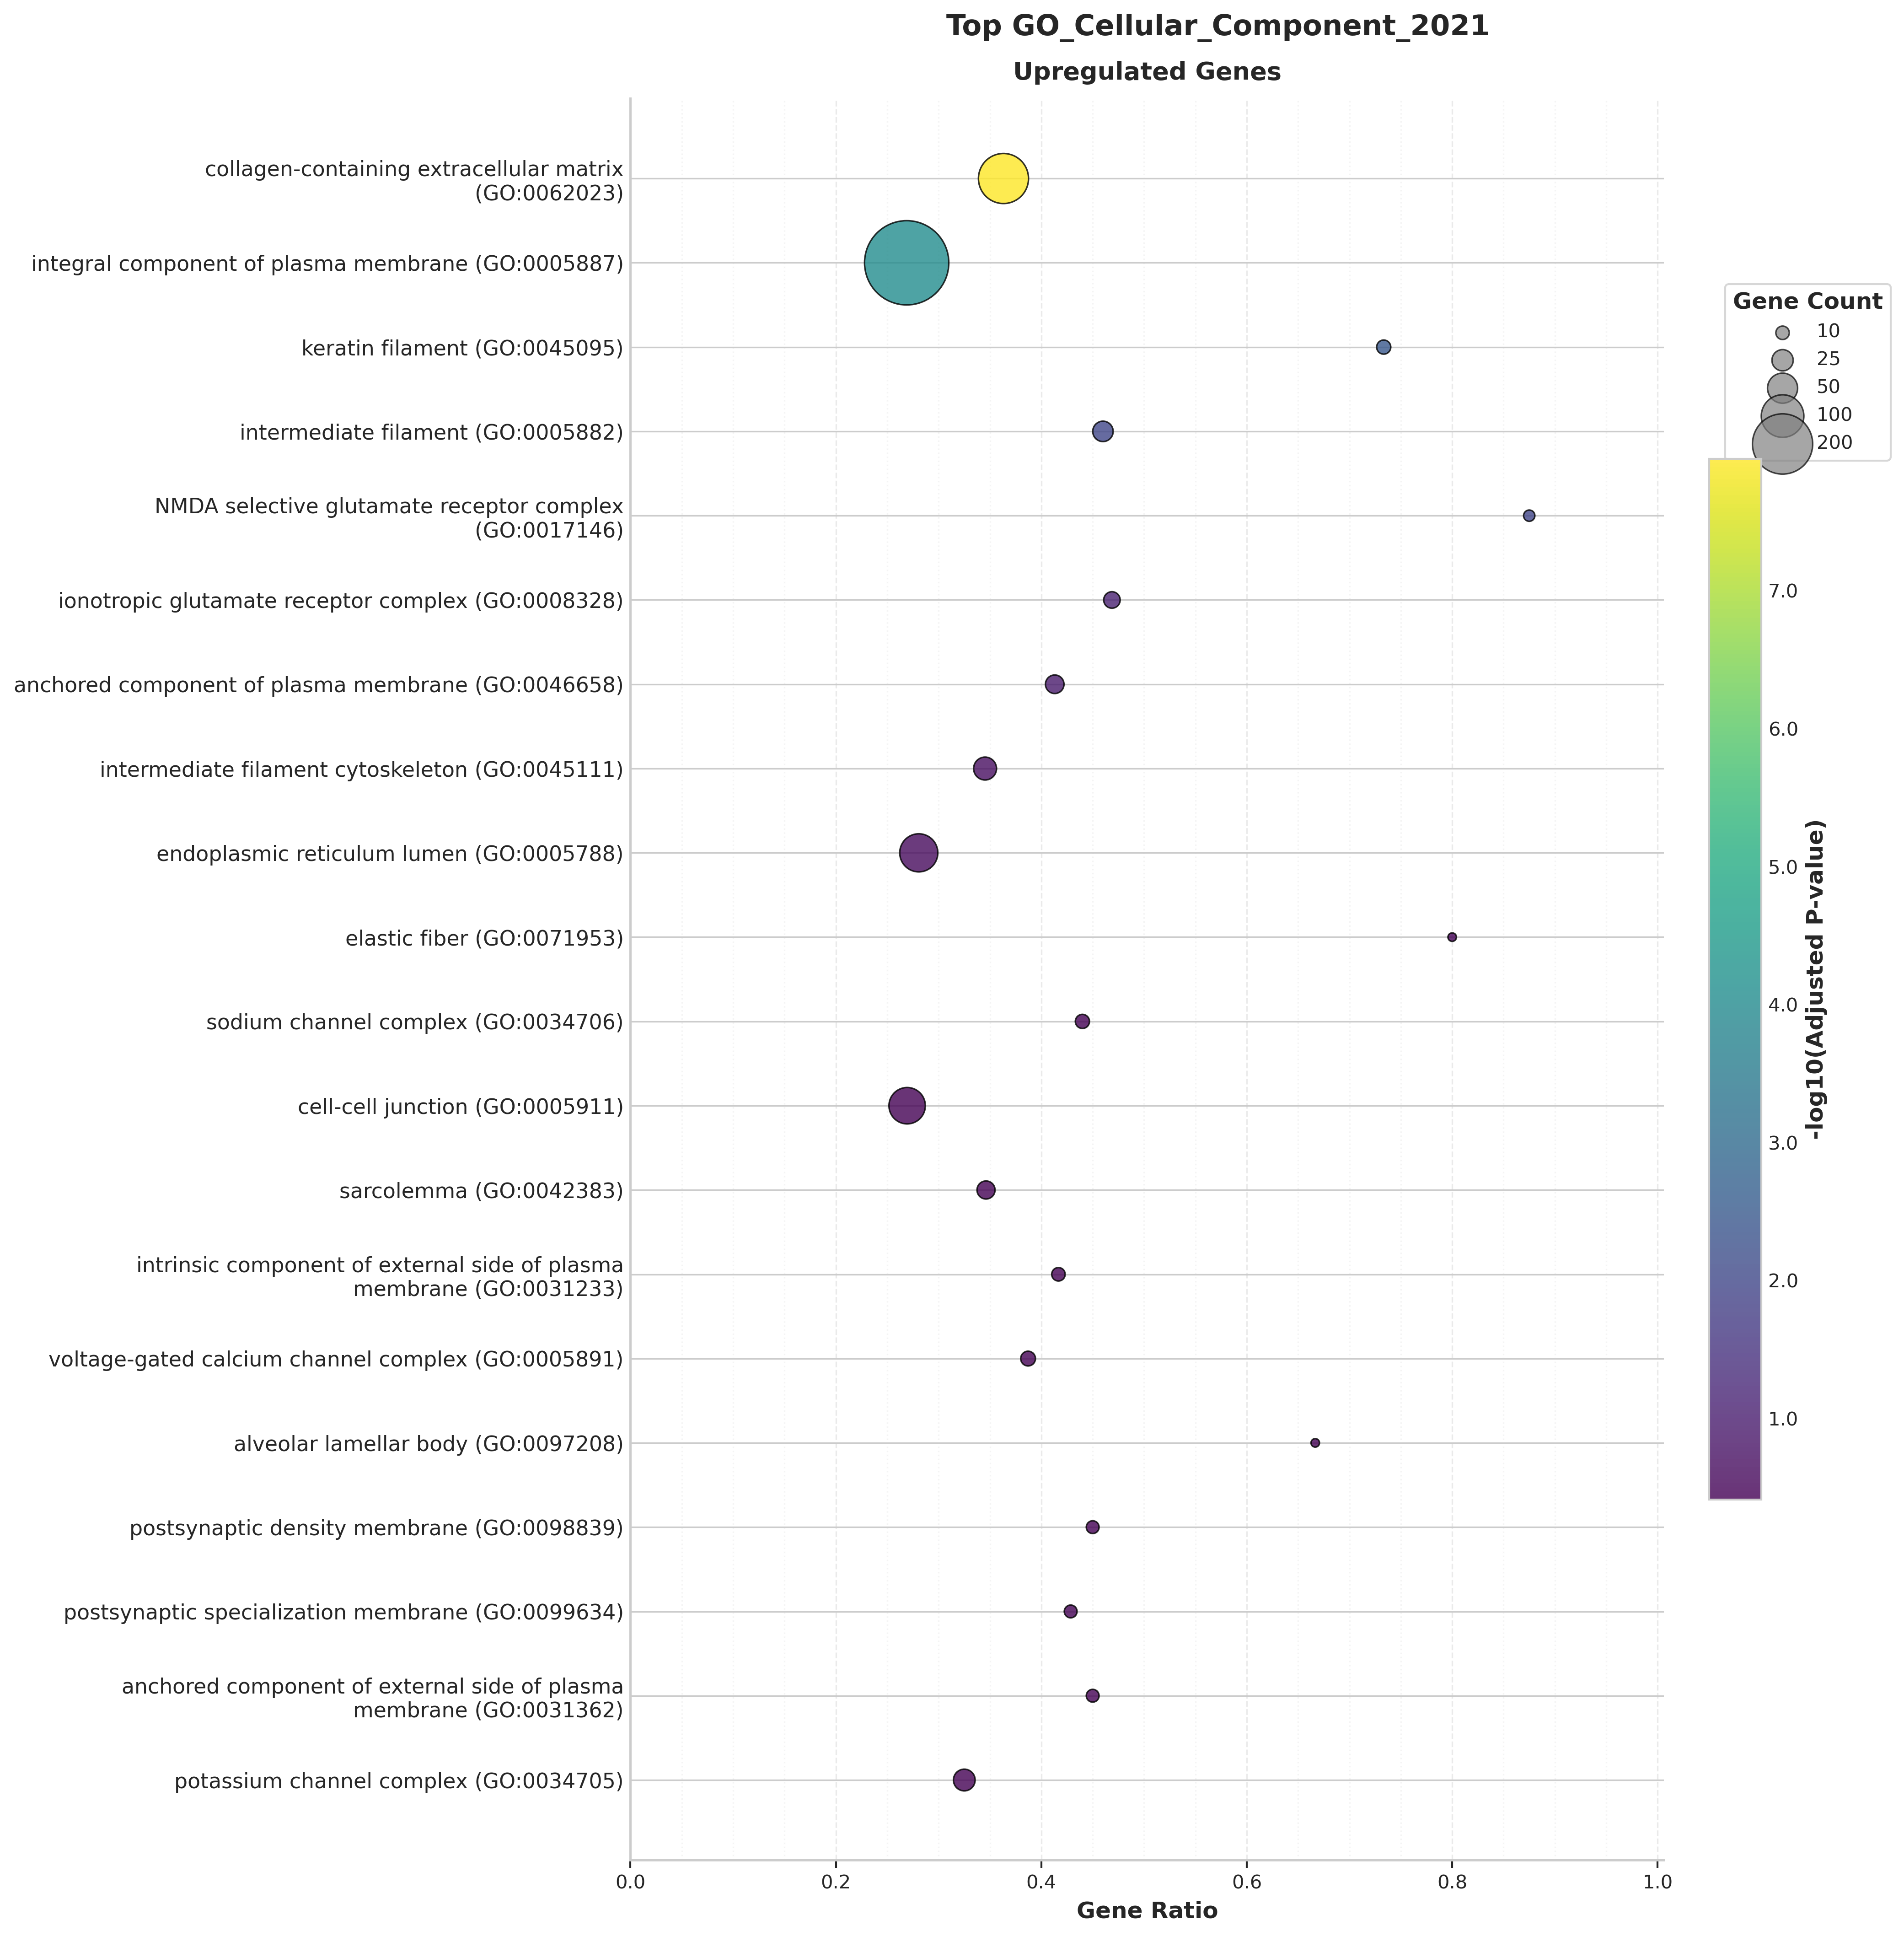 Top GO_Cellular_Component_2021
Upregulated Genes
collagen-containing extracellular matrix
(GO:0062023)
integral component of plasma membrane (GO:0005887)
keratin filament (GO:0045095)
intermediate filament (GO:0005882)
NMDA selective glutamate receptor complex
(GO:0017146)
ionotropic glutamate receptor complex (GO:0008328)
anchored component of plasma membrane (GO:0046658)
intermediate filament cytoskeleton (GO:0045111)
endoplasmic reticulum lumen (GO:0005788)
elastic fiber (GO:0071953)
sodium channel complex (GO:0034706)
cell-cell junction (GO:0005911)
sarcolemma (GO:0042383)
intrinsic component of external side of plasma
membrane (GO:0031233)
voltage-gated calcium channel complex (GO:0005891)
alveolar lamellar body (GO:0097208)
postsynaptic density membrane (GO:0098839)
postsynaptic specialization membrane (GO:0099634)
anchored component of external side of plasma
membrane (GO:0031362)
potassium channel complex (GO:0034705)
0.0
0.2
0.4
0.6
0.8
1.0
Gene Ratio
Gene Count
10
25
50
100
200
7.0
6.0
5.0
4.0
3.0
2.0
1.0
-log10(Adjusted P-value)